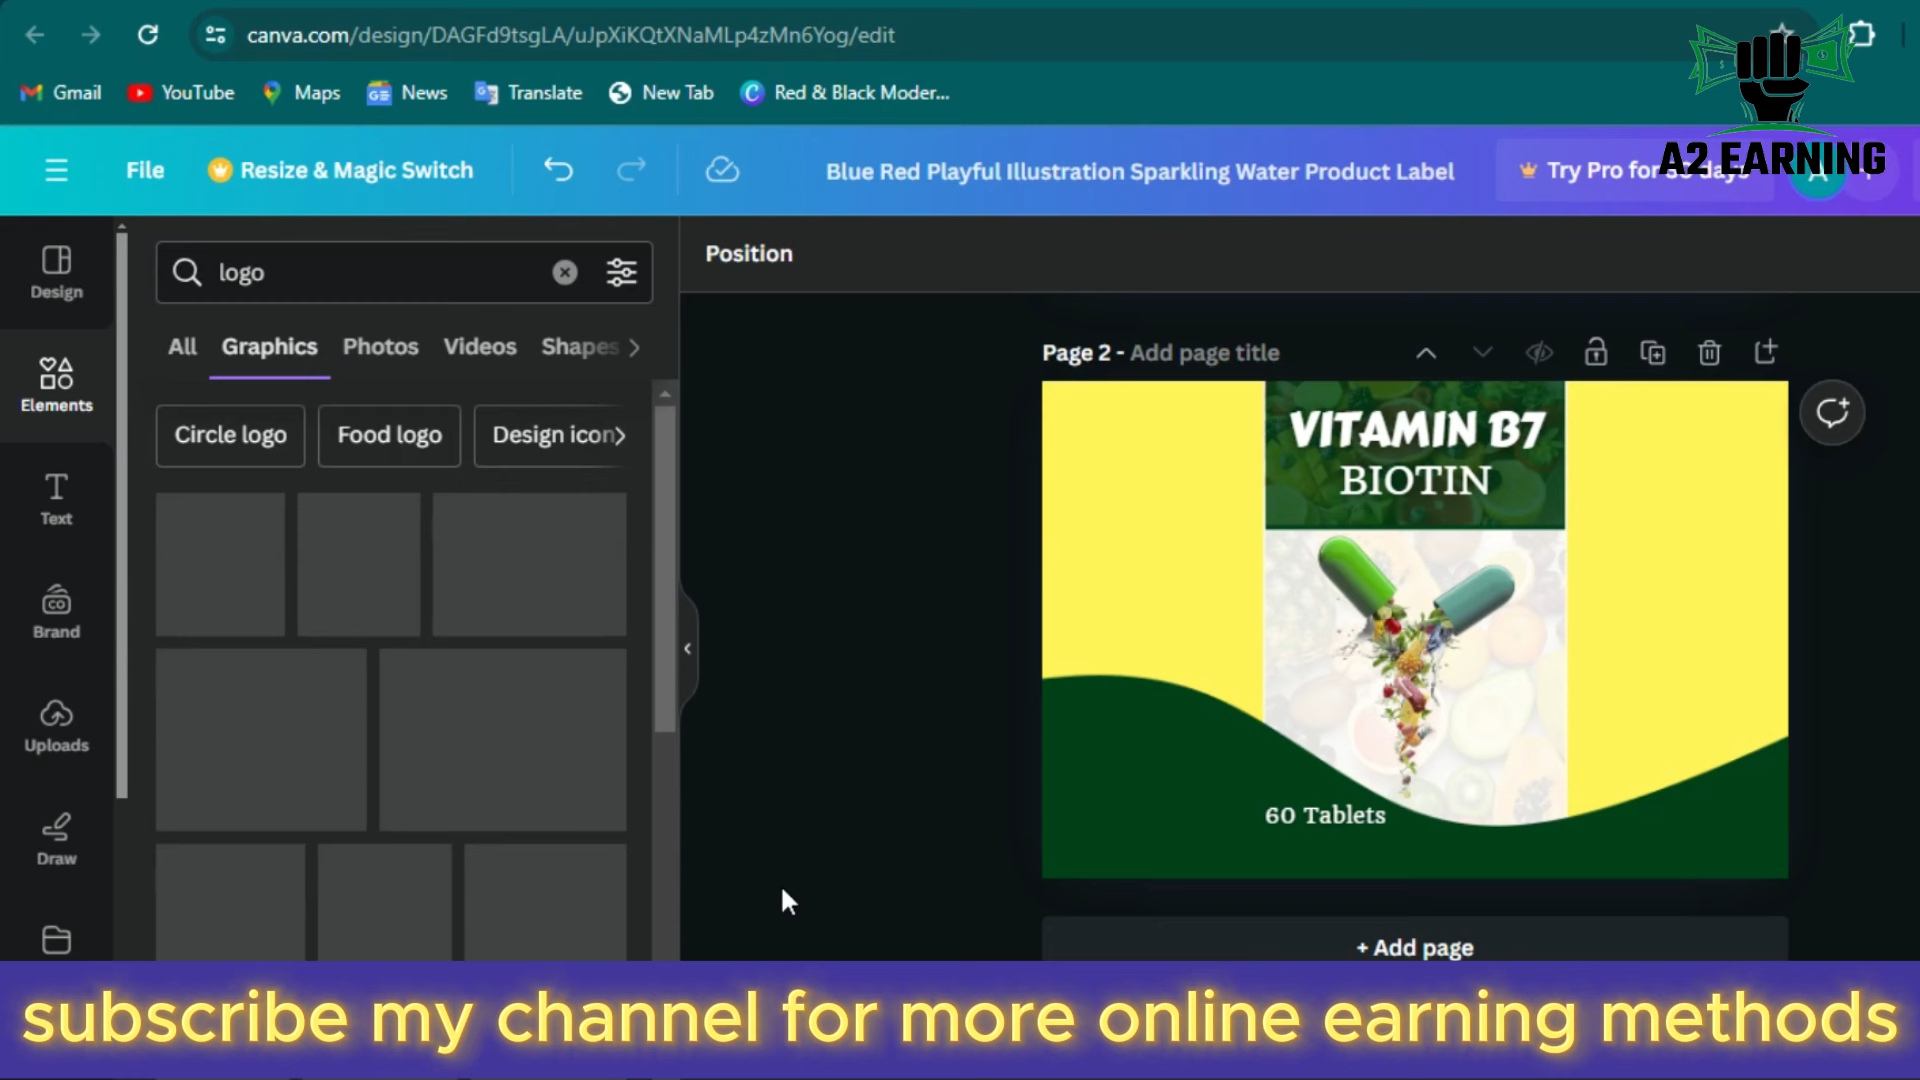 canva.com/design/DAGFd9tsgLA/uJpXiKQtXNaMLp4zMn6Yog/edit
Gmail
YouTube
Maps
News
Translate
New Tab
Red & Black Moder...
A2 EARNING
File
Resize & Magic Switch
Blue Red Playful Illustration Sparkling Water Product Label
Try Pro for 30 days
Design
Elements
Text
Brand
Uploads
Draw
logo
All
Graphics
Photos
Videos
Shapes
Circle logo
Food logo
Design icon
Position
Page 2 - Add page title
VITAMIN B7
BIOTIN
60 Tablets
+ Add page
subscribe my channel for more online earning methods